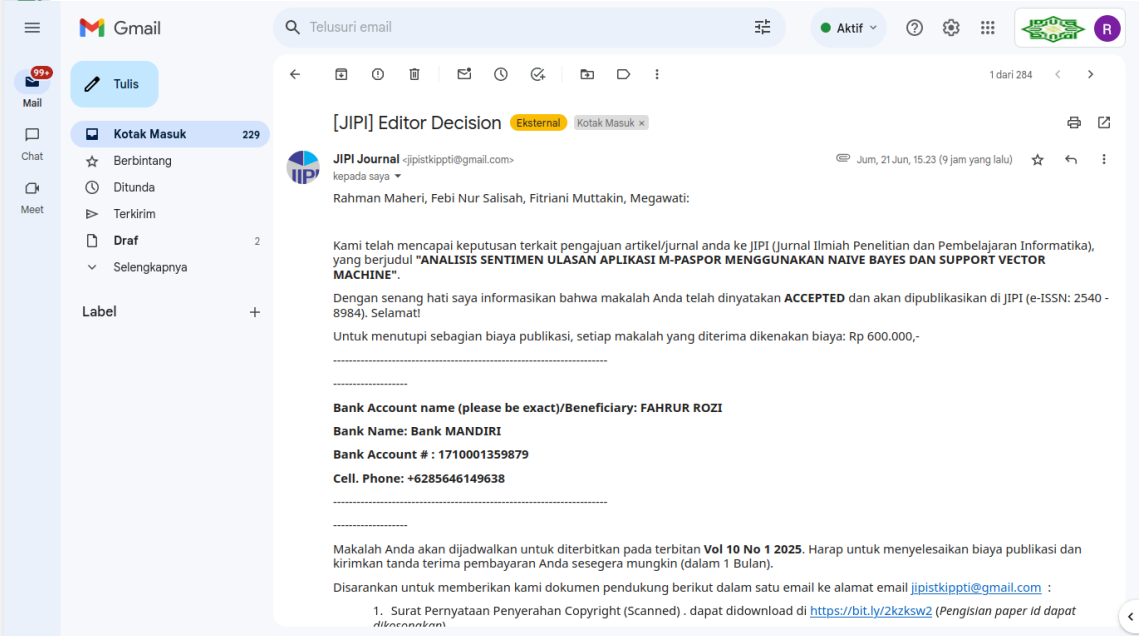 Gmail
Telusuri email
Aktif
R
99+
Mail
Tulis
1 dari 284
Chat
Kotak Masuk 229
[JIPI] Editor Decision Eksternal Kotak Masuk ×
Berbintang
JIPI Journal <jipistkippti@gmail.com>
Jum, 21 Jun, 15.23 (9 jam yang lalu)
kepada saya
Meet
Ditunda
Terkirim
Draf 2
Selengkapnya
Label +
Rahman Maheri, Febi Nur Salisah, Fitriani Muttakin, Megawati:
Kami telah mencapai keputusan terkait pengajuan artikel/jurnal anda ke JIPI (Jurnal Ilmiah Penelitian dan Pembelajaran Informatika),
yang berjudul "ANALISIS SENTIMEN ULASAN APLIKASI M-PASPOR MENGGUNAKAN NAIVE BAYES DAN SUPPORT VECTOR
MACHINE".
Dengan senang hati saya informasikan bahwa makalah Anda telah dinyatakan ACCEPTED dan akan dipublikasikan di JIPI (e-ISSN: 2540 -
8984). Selamat!
Untuk menutupi sebagian biaya publikasi, setiap makalah yang diterima dikenakan biaya: Rp 600.000,-
----------------------------------------------------------------------
-------------------
Bank Account name (please be exact)/Beneficiary: FAHRUR ROZI
Bank Name: Bank MANDIRI
Bank Account # : 1710001359879
Cell. Phone: +6285646149638
----------------------------------------------------------------------
-------------------
Makalah Anda akan dijadwalkan untuk diterbitkan pada terbitan Vol 10 No 1 2025. Harap untuk menyelesaikan biaya publikasi dan
kirimkan tanda terima pembayaran Anda sesegera mungkin (dalam 1 Bulan).
Disarankan untuk memberikan kami dokumen pendukung berikut dalam satu email ke alamat email jipistkippti@gmail.com :
1. Surat Pernyataan Penyerahan Copyright (Scanned) . dapat didownload di https://bit.ly/2kzksw2 (Pengisian paper id dapat
dikosongkan)